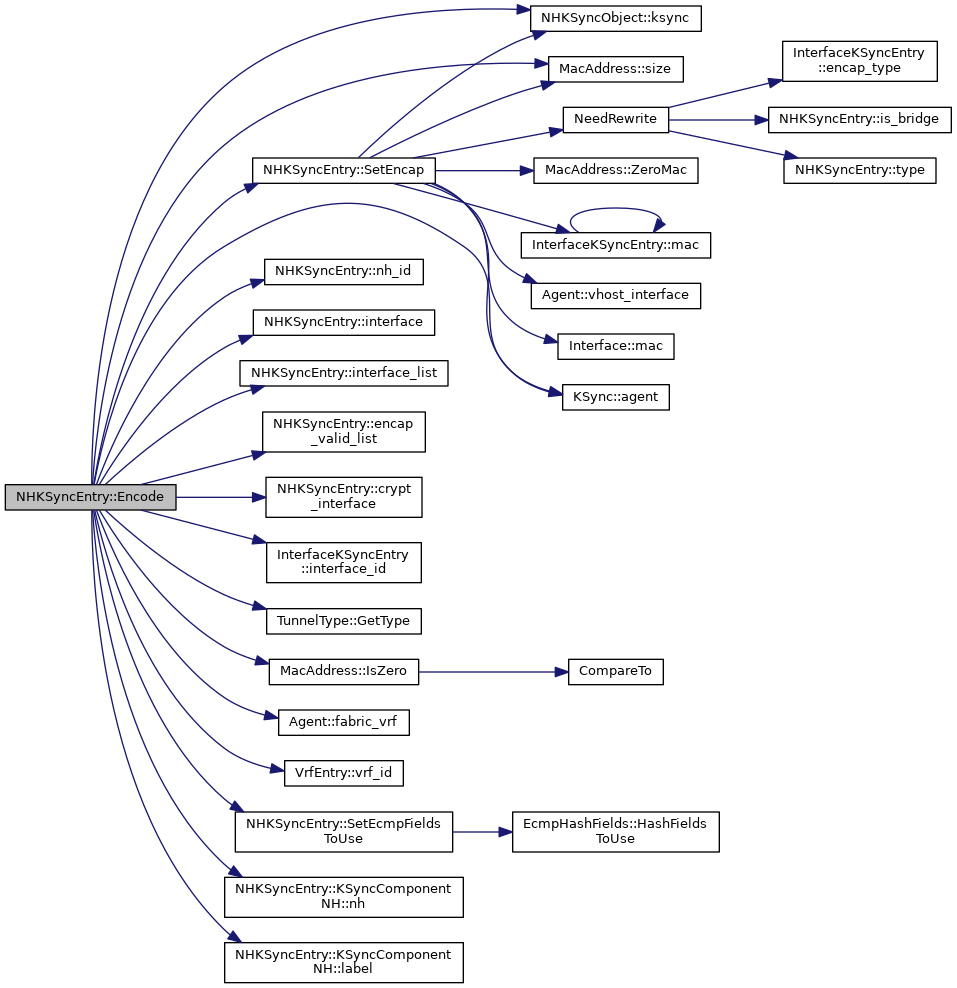 NHKSyncObject::ksync
InterfaceKSyncEntry
::encap_type
MacAddress::size
NeedRewrite
NHKSyncEntry::is_bridge
NHKSyncEntry::SetEncap
MacAddress::ZeroMac
NHKSyncEntry::type
InterfaceKSyncEntry::mac
NHKSyncEntry::nh_id
Agent::vhost_interface
NHKSyncEntry::interface
Interface::mac
NHKSyncEntry::interface_list
KSync::agent
NHKSyncEntry::encap
_valid_list
NHKSyncEntry::Encode
NHKSyncEntry::crypt
_interface
InterfaceKSyncEntry
::interface_id
TunnelType::GetType
MacAddress::IsZero
CompareTo
Agent::fabric_vrf
VrfEntry::vrf_id
NHKSyncEntry::SetEcmpFields
ToUse
EcmpHashFields::HashFields
ToUse
NHKSyncEntry::KSyncComponent
NH::nh
NHKSyncEntry::KSyncComponent
NH::label